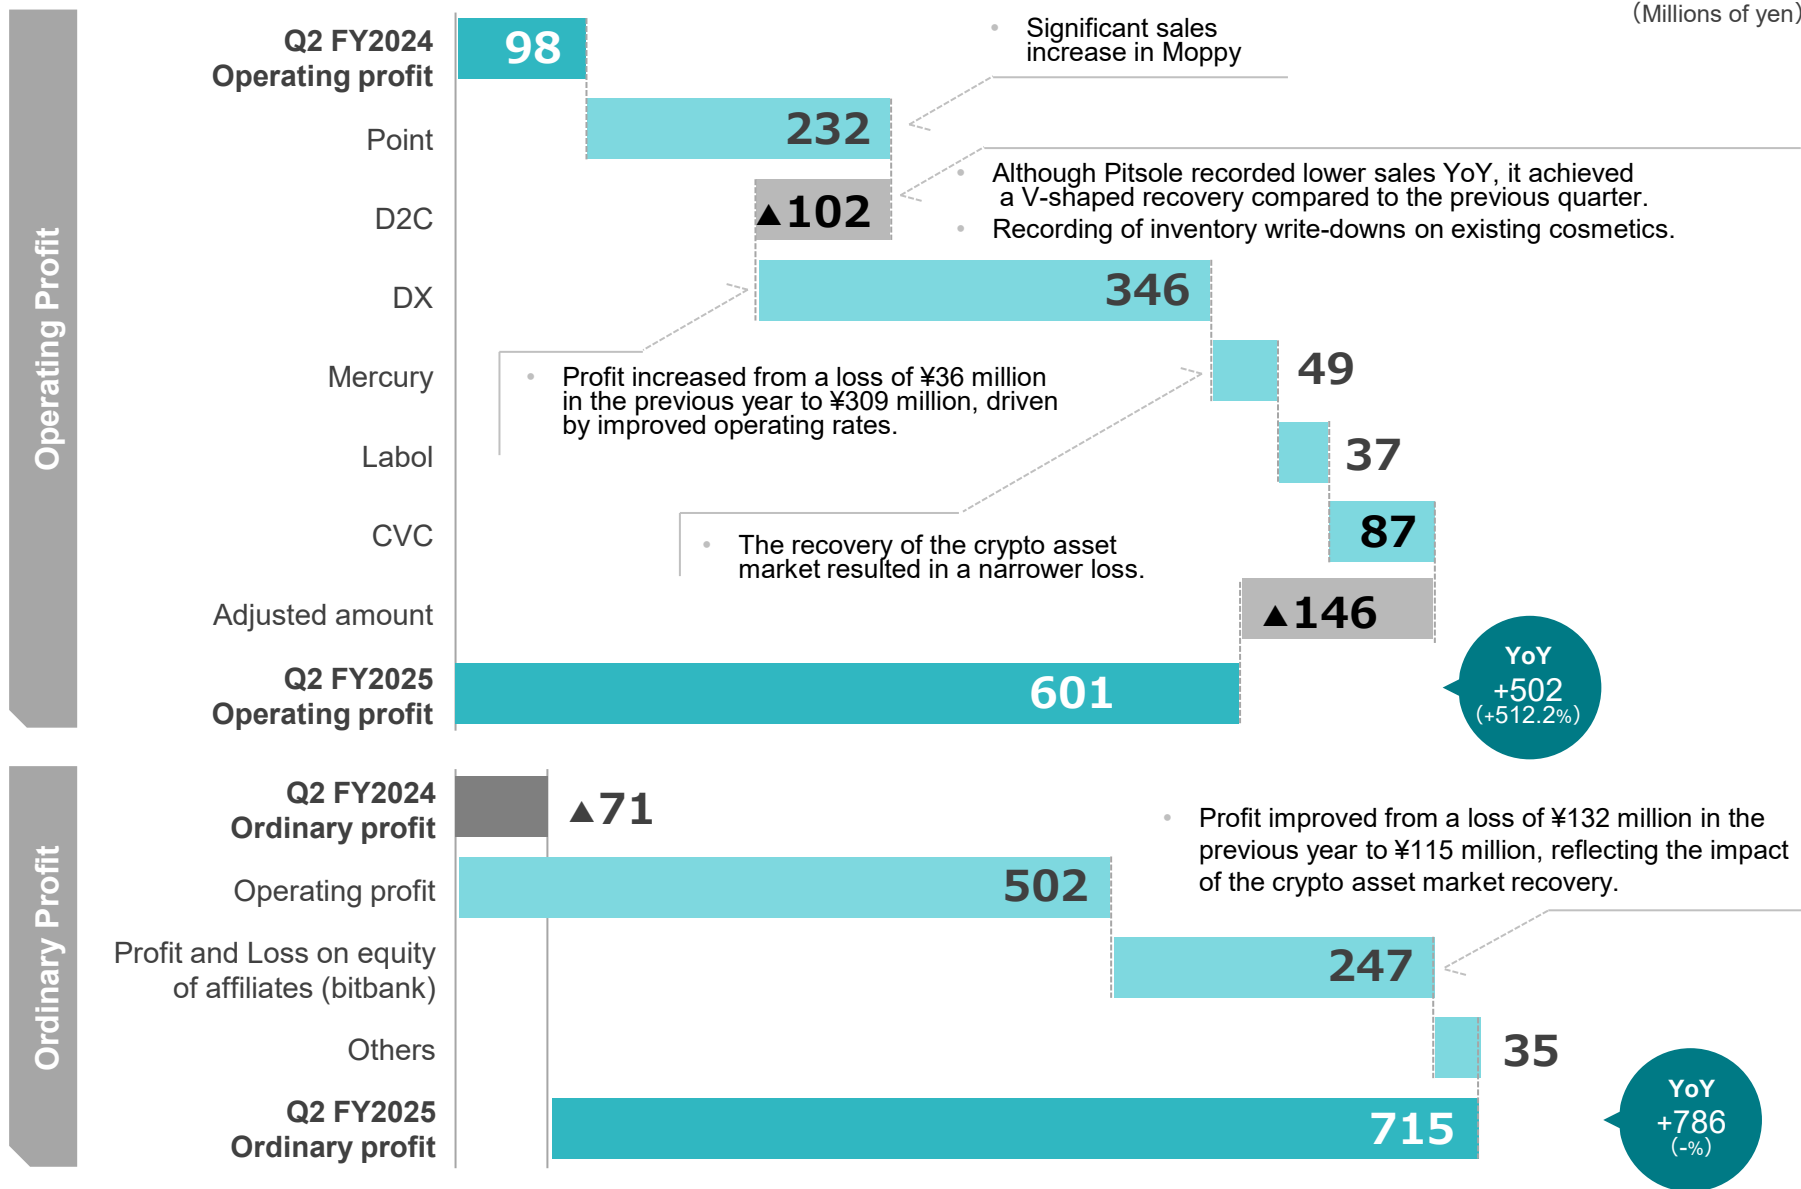 （Millions of yen）
Operating Profit
Q2 FY2024
Operating profit
98
• Significant sales
increase in Moppy
Point
232
D2C
▲102
• Although Pitsole recorded lower sales YoY, it achieved
a V-shaped recovery compared to the previous quarter.
• Recording of inventory write-downs on existing cosmetics.
DX
346
Mercury
49
• Profit increased from a loss of ¥36 million
in the previous year to ¥309 million, driven
by improved operating rates.
Labol
37
CVC
87
• The recovery of the crypto asset
market resulted in a narrower loss.
Adjusted amount
▲146
Q2 FY2025
Operating profit
601
YoY
+502
（+512.2%）
Ordinary Profit
Q2 FY2024
Ordinary profit
▲71
Operating profit
502
• Profit improved from a loss of ¥132 million in the
previous year to ¥115 million, reflecting the impact
of the crypto asset market recovery.
Profit and Loss on equity
of affiliates (bitbank)
247
Others
35
Q2 FY2025
Ordinary profit
715
YoY
+786
（-%）